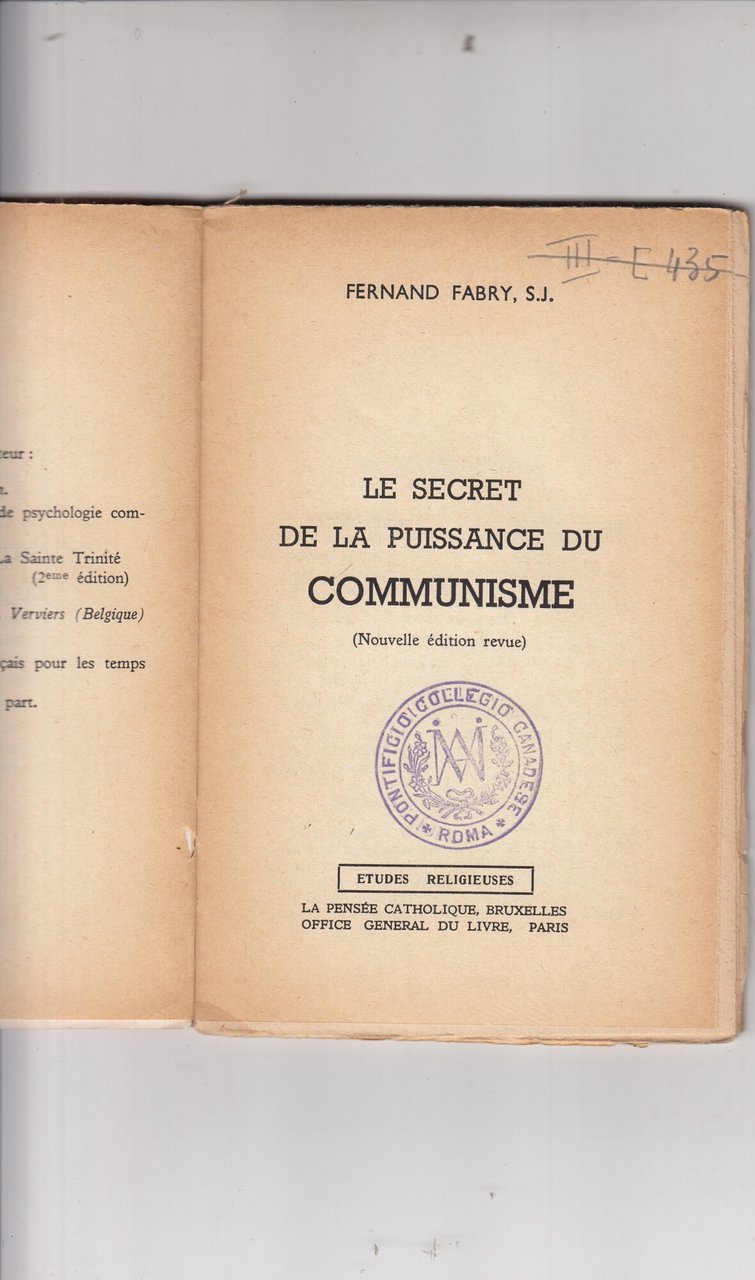 teur :
n.
de psychologie com-
La Sainte Trinité
(2eme édition)
Verviers (Belgique)
çais pour les temps
part.
III - E 435
FERNAND FABRY, S.J.
LE SECRET
DE LA PUISSANCE DU
COMMUNISME
(Nouvelle édition revue)
PONTIFICIO COLLEGIO CANADESE
ROMA
ETUDES RELIGIEUSES
LA PENSÉE CATHOLIQUE, BRUXELLES
OFFICE GENERAL DU LIVRE, PARIS